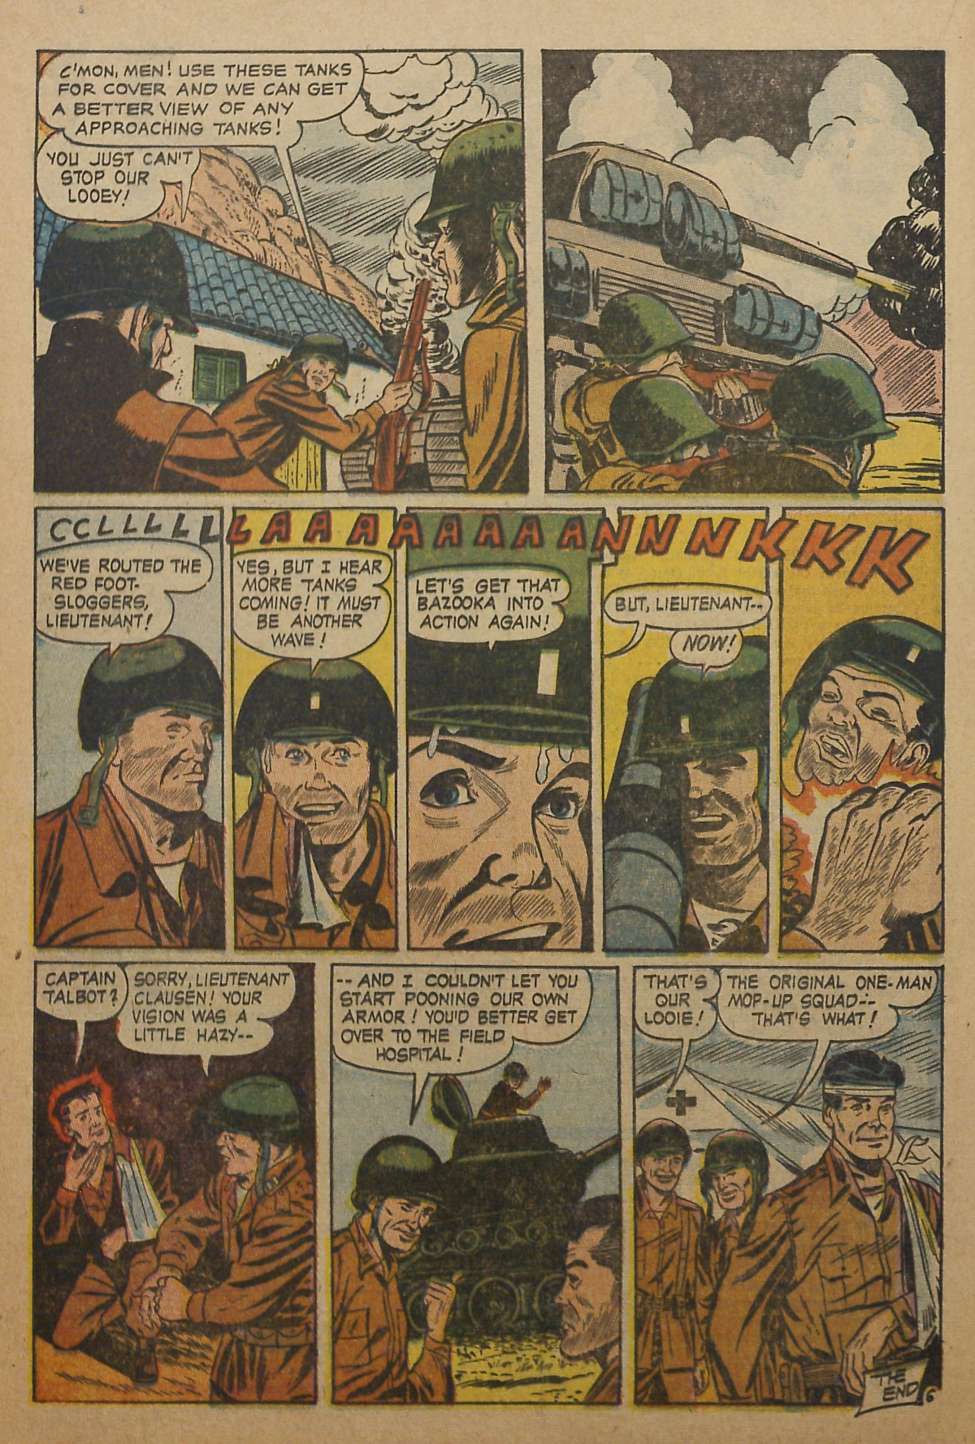 C'MON, MEN! USE THESE TANKS
FOR COVER AND WE CAN GET
A BETTER VIEW OF ANY
APPROACHING TANKS!
YOU JUST CAN'T
STOP OUR
LOOEY!
CCLLLLLLAAAAAAAAANNNNKKKK
WE'VE ROUTED THE
RED FOOT-
SLOGGERS,
LIEUTENANT!
YES, BUT I HEAR
MORE TANKS
COMING! IT MUST
BE ANOTHER
WAVE!
LET'S GET THAT
BAZOOKA INTO
ACTION AGAIN!
BUT, LIEUTENANT--
NOW!
CAPTAIN
TALBOT?
SORRY, LIEUTENANT
CLAUSEN! YOUR
VISION WAS A
LITTLE HAZY--
-- AND I COULDN'T LET YOU
START POONING OUR OWN
ARMOR! YOU'D BETTER GET
OVER TO THE FIELD
HOSPITAL!
THAT'S
OUR
LOOIE!
THE ORIGINAL ONE-MAN
MOP-UP SQUAD--
THAT'S WHAT!
THE
END
6